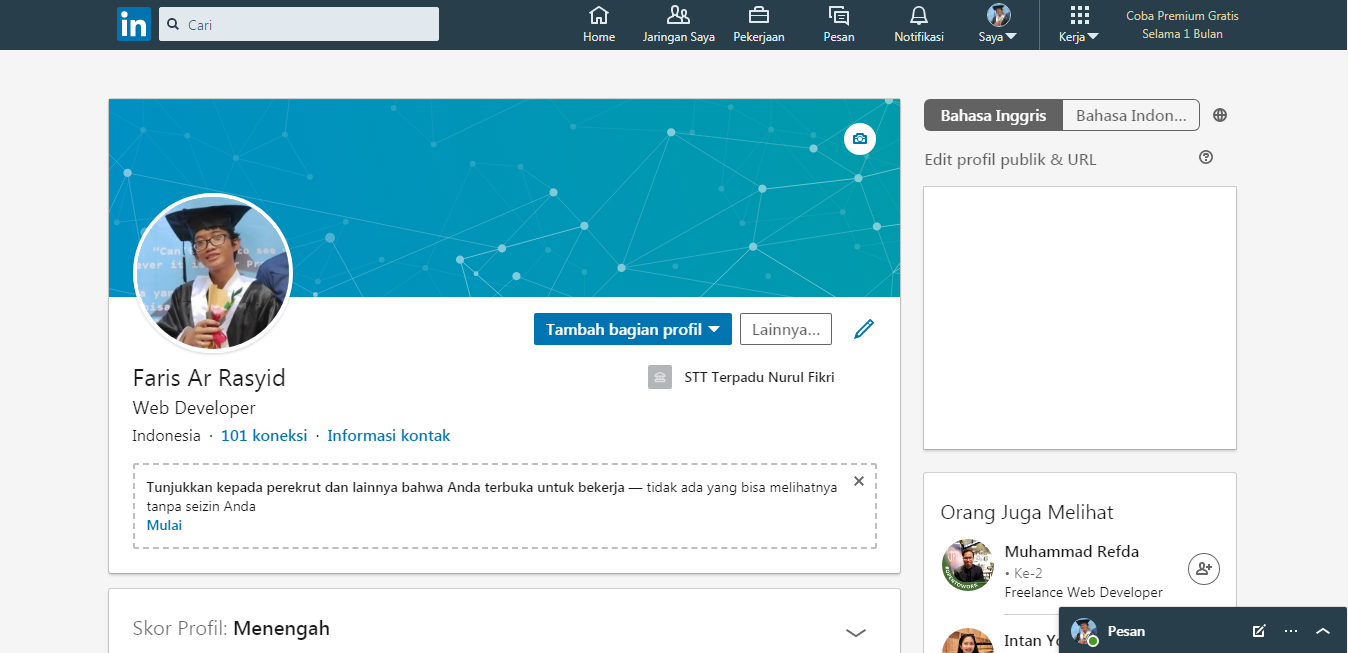 in
Cari
Home
Jaringan Saya
Pekerjaan
Pesan
Notifikasi
Saya
Kerja
Coba Premium Gratis
Selama 1 Bulan
Bahasa Inggris
Bahasa Indon...
Edit profil publik & URL
Tambah bagian profil
Lainnya...
Faris Ar Rasyid
STT Terpadu Nurul Fikri
Web Developer
Indonesia · 101 koneksi · Informasi kontak
Tunjukkan kepada perekrut dan lainnya bahwa Anda terbuka untuk bekerja — tidak ada yang bisa melihatnya
tanpa seizin Anda
Mulai
Orang Juga Melihat
Muhammad Refda
• Ke-2
Freelance Web Developer
#OPENTOWORK
Intan
Skor Profil: Menengah
Pesan